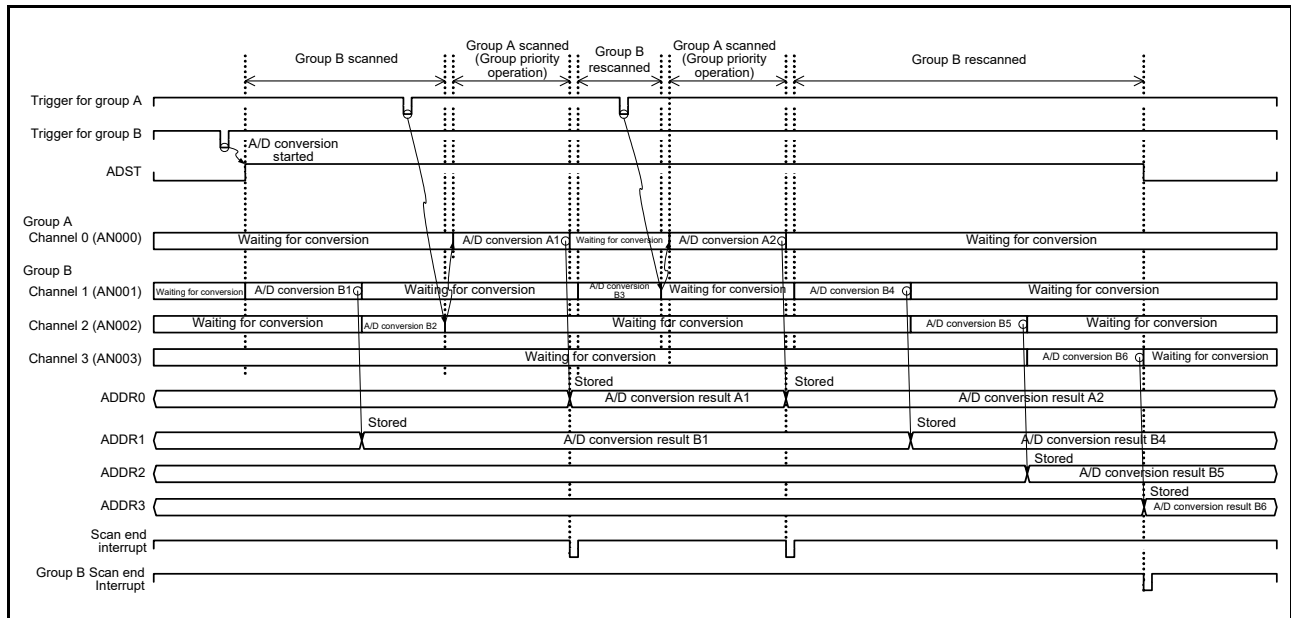 Group B scanned
Group A scanned
(Group priority
operation)
Group B
rescanned
Group A scanned
(Group priority
operation)
Group B rescanned
Trigger for group A
Trigger for group B
A/D conversion
started
ADST
Group A
Channel 0 (AN000)
Waiting for conversion
A/D conversion A1
Waiting for conversion
A/D conversion A2
Waiting for conversion
Group B
Channel 1 (AN001)
Waiting for conversion
A/D conversion B1
Waiting for conversion
A/D conversion
B3
Waiting for conversion
A/D conversion B4
Waiting for conversion
Channel 2 (AN002)
Waiting for conversion
A/D conversion B2
Waiting for conversion
A/D conversion B5
Waiting for conversion
Channel 3 (AN003)
Waiting for conversion
A/D conversion B6
Waiting for conversion
Stored
Stored
ADDR0
A/D conversion result A1
A/D conversion result A2
Stored
Stored
ADDR1
A/D conversion result B1
A/D conversion result B4
Stored
ADDR2
A/D conversion result B5
Stored
ADDR3
A/D conversion result B6
Scan end
interrupt
Group B Scan end
Interrupt